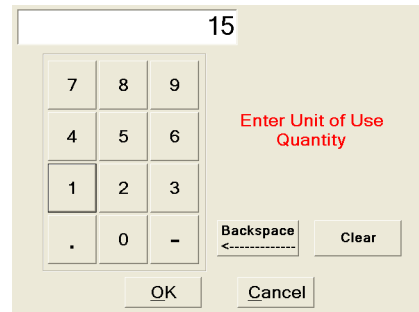 15
7 8 9
4 5 6
Enter Unit of Use
Quantity
1 2 3
. 0 -
Backspace
<-------------
Clear
OK Cancel